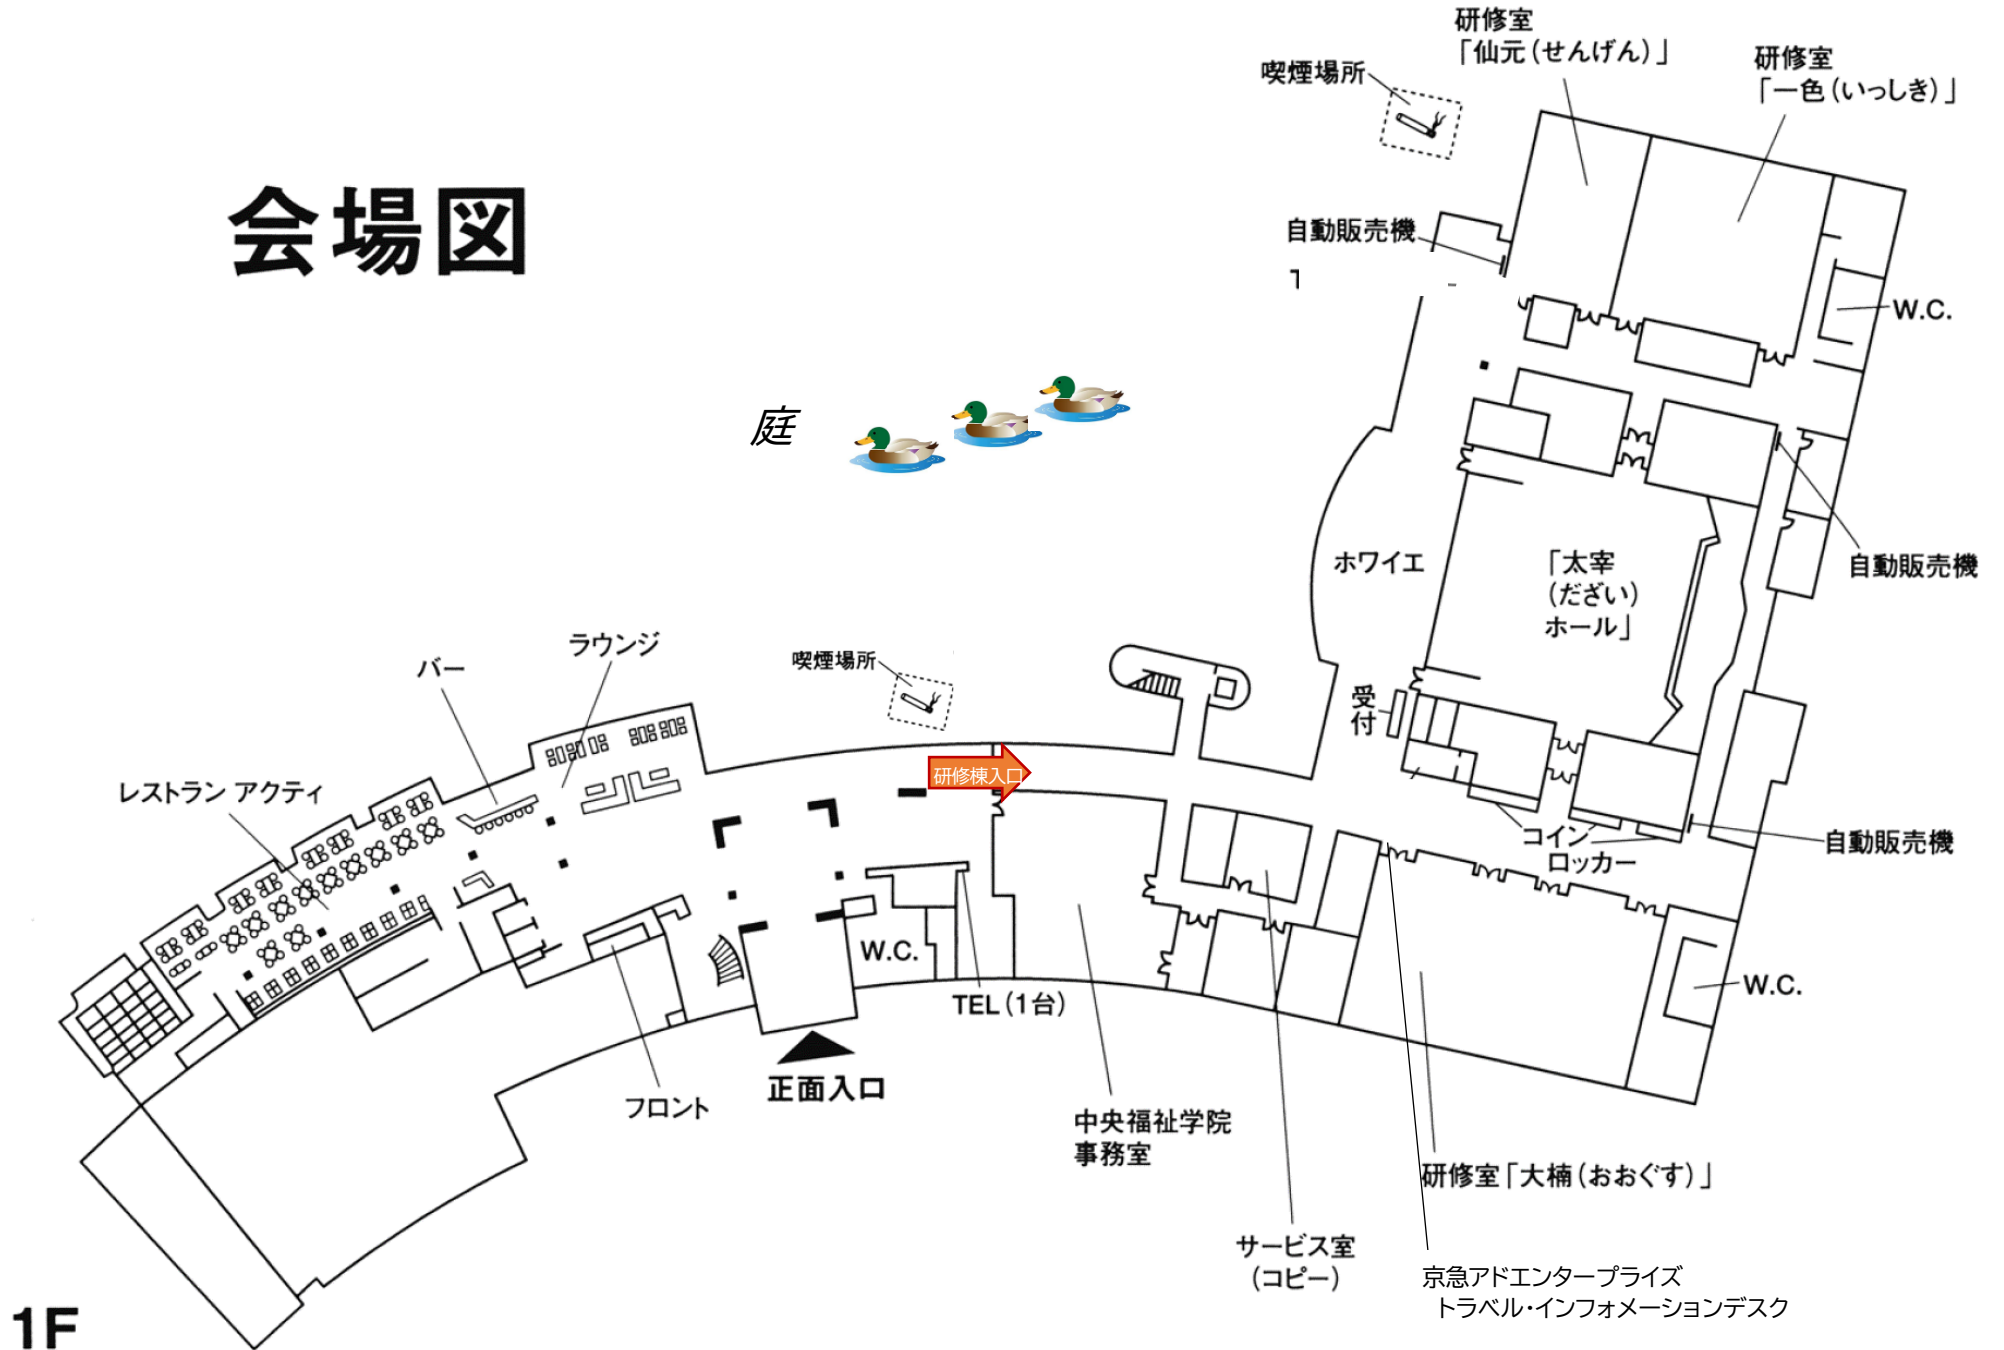 会場図
研修室
「仙元(せんげん)」
研修室
「一色(いっしき)」
喫煙場所
自動販売機
W.C.
庭
ホワイエ
「太宰
(だざい)
ホール」
自動販売機
ラウンジ
バー
喫煙場所
受付
研修棟入口
レストラン アクティ
コイン
ロッカー
自動販売機
W.C.
W.C.
TEL(1台)
正面入口
フロント
中央福祉学院
事務室
研修室「大楠(おおぐす)」
サービス室
(コピー)
京急アドエンタープライズ
トラベル・インフォメーションデスク
1F